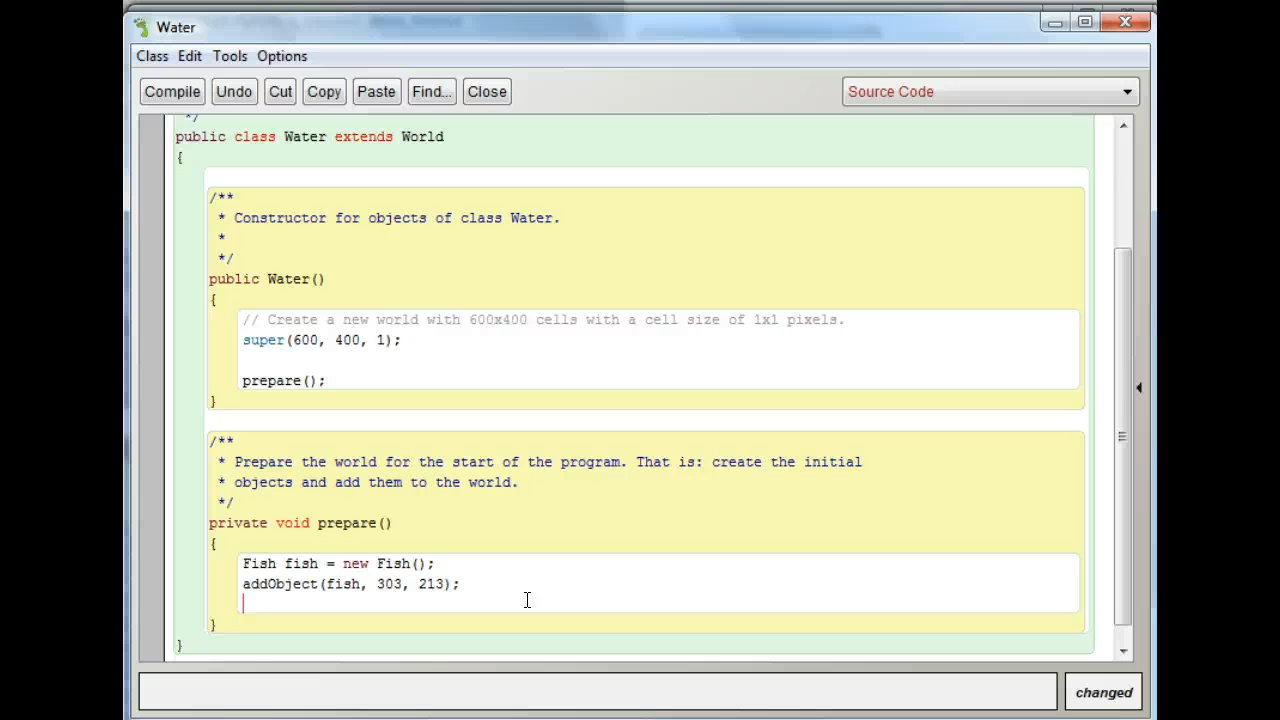 Water
Class Edit Tools Options
Compile Undo Cut Copy Paste Find... Close Source Code
*/
public class Water extends World
{
/**
* Constructor for objects of class Water.
*
*/
public Water()
{
// Create a new world with 600x400 cells with a cell size of 1x1 pixels.
super(600, 400, 1);
prepare();
}
/**
* Prepare the world for the start of the program. That is: create the initial
* objects and add them to the world.
*/
private void prepare()
{
Fish fish = new Fish();
addObject(fish, 303, 213);
}
}
changed